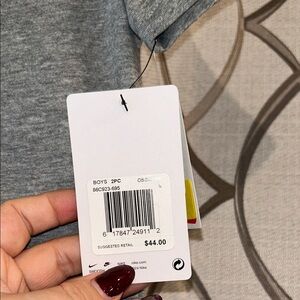 BOYS 2PC
86C923-695
6 17847 24911 2
SUGGESTED RETAIL $44.00